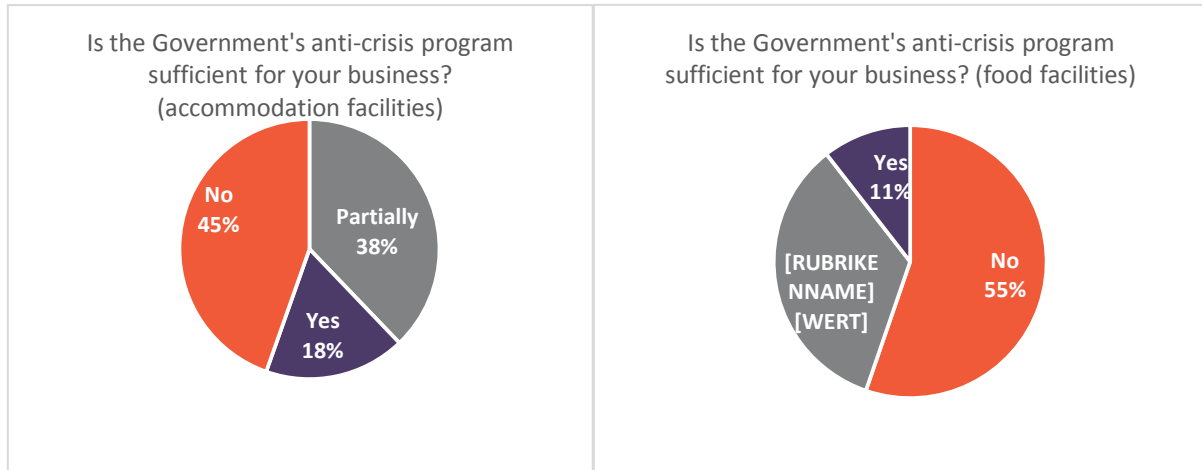 Is the Government's anti-crisis program
sufficient for your business?
(accommodation facilities)
No
45%
Partially
38%
Yes
18%
Is the Government's anti-crisis program
sufficient for your business? (food facilities)
Yes
11%
[RUBRIKE
NNAME]
[WERT]
No
55%